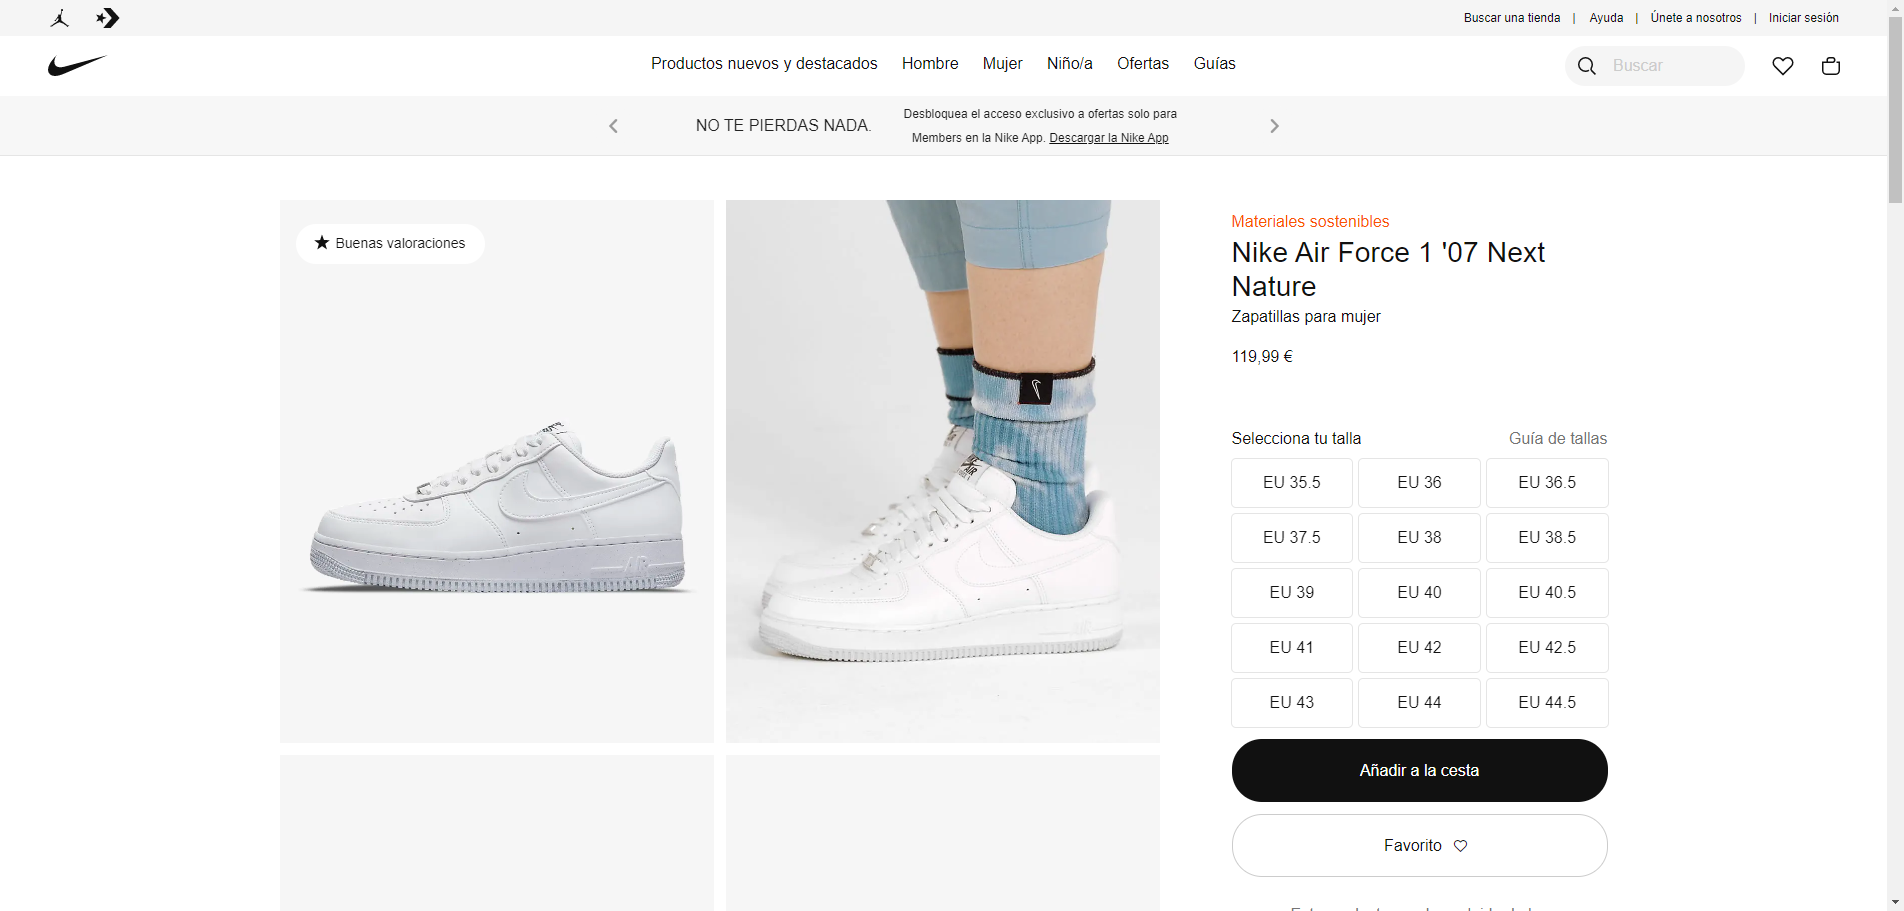 Buscar una tienda | Ayuda | Únete a nosotros | Iniciar sesión
Productos nuevos y destacados Hombre Mujer Niño/a Ofertas Guías
Buscar
NO TE PIERDAS NADA.
Desbloquea el acceso exclusivo a ofertas solo para
Members en la Nike App. Descargar la Nike App
Buenas valoraciones
Materiales sostenibles
Nike Air Force 1 '07 Next
Nature
Zapatillas para mujer
119,99 €
Selecciona tu talla Guía de tallas
EU 35.5 EU 36 EU 36.5
EU 37.5 EU 38 EU 38.5
EU 39 EU 40 EU 40.5
EU 41 EU 42 EU 42.5
EU 43 EU 44 EU 44.5
Añadir a la cesta
Favorito